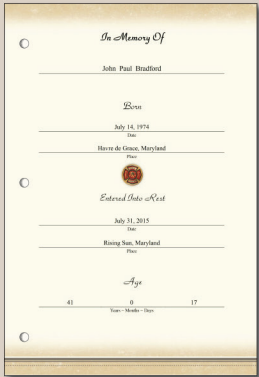 In Memory Of
John Paul Bradford
Born
July 14, 1974
Date
Havre de Grace, Maryland
Place
Entered Into Rest
July 31, 2015
Date
Rising Sun, Maryland
Place
Age
41 0 17
Years ~ Months ~ Days